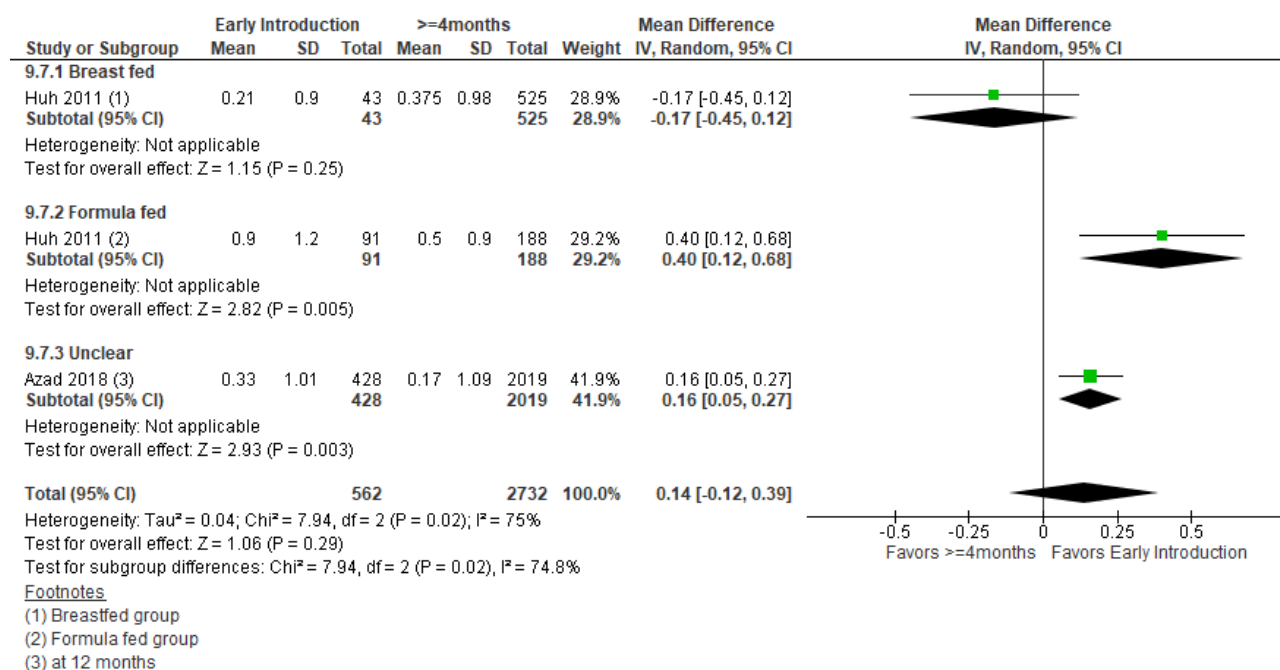 Early Introduction >=4months Mean Difference Mean Difference
Study or Subgroup Mean SD Total Mean SD Total Weight IV, Random, 95% CI IV, Random, 95% CI
9.7.1 Breast fed
Huh 2011 (1) 0.21 0.9 43 0.375 0.98 525 28.9% -0.17 [-0.45, 0.12]
Subtotal (95% CI) 43 525 28.9% -0.17 [-0.45, 0.12]
Heterogeneity: Not applicable
Test for overall effect: Z = 1.15 (P = 0.25)
9.7.2 Formula fed
Huh 2011 (2) 0.9 1.2 91 0.5 0.9 188 29.2% 0.40 [0.12, 0.68]
Subtotal (95% CI) 91 188 29.2% 0.40 [0.12, 0.68]
Heterogeneity: Not applicable
Test for overall effect: Z = 2.82 (P = 0.005)
9.7.3 Unclear
Azad 2018 (3) 0.33 1.01 428 0.17 1.09 2019 41.9% 0.16 [0.05, 0.27]
Subtotal (95% CI) 428 2019 41.9% 0.16 [0.05, 0.27]
Heterogeneity: Not applicable
Test for overall effect: Z = 2.93 (P = 0.003)
Total (95% CI) 562 2732 100.0% 0.14 [-0.12, 0.39]
Heterogeneity: Tau² = 0.04; Chi² = 7.94, df = 2 (P = 0.02); I² = 75%
Test for overall effect: Z = 1.06 (P = 0.29)
Test for subgroup differences: Chi² = 7.94, df = 2 (P = 0.02), I² = 74.8%
-0.5 -0.25 0 0.25 0.5
Favors >=4months Favors Early Introduction
Footnotes
(1) Breastfed group
(2) Formula fed group
(3) at 12 months